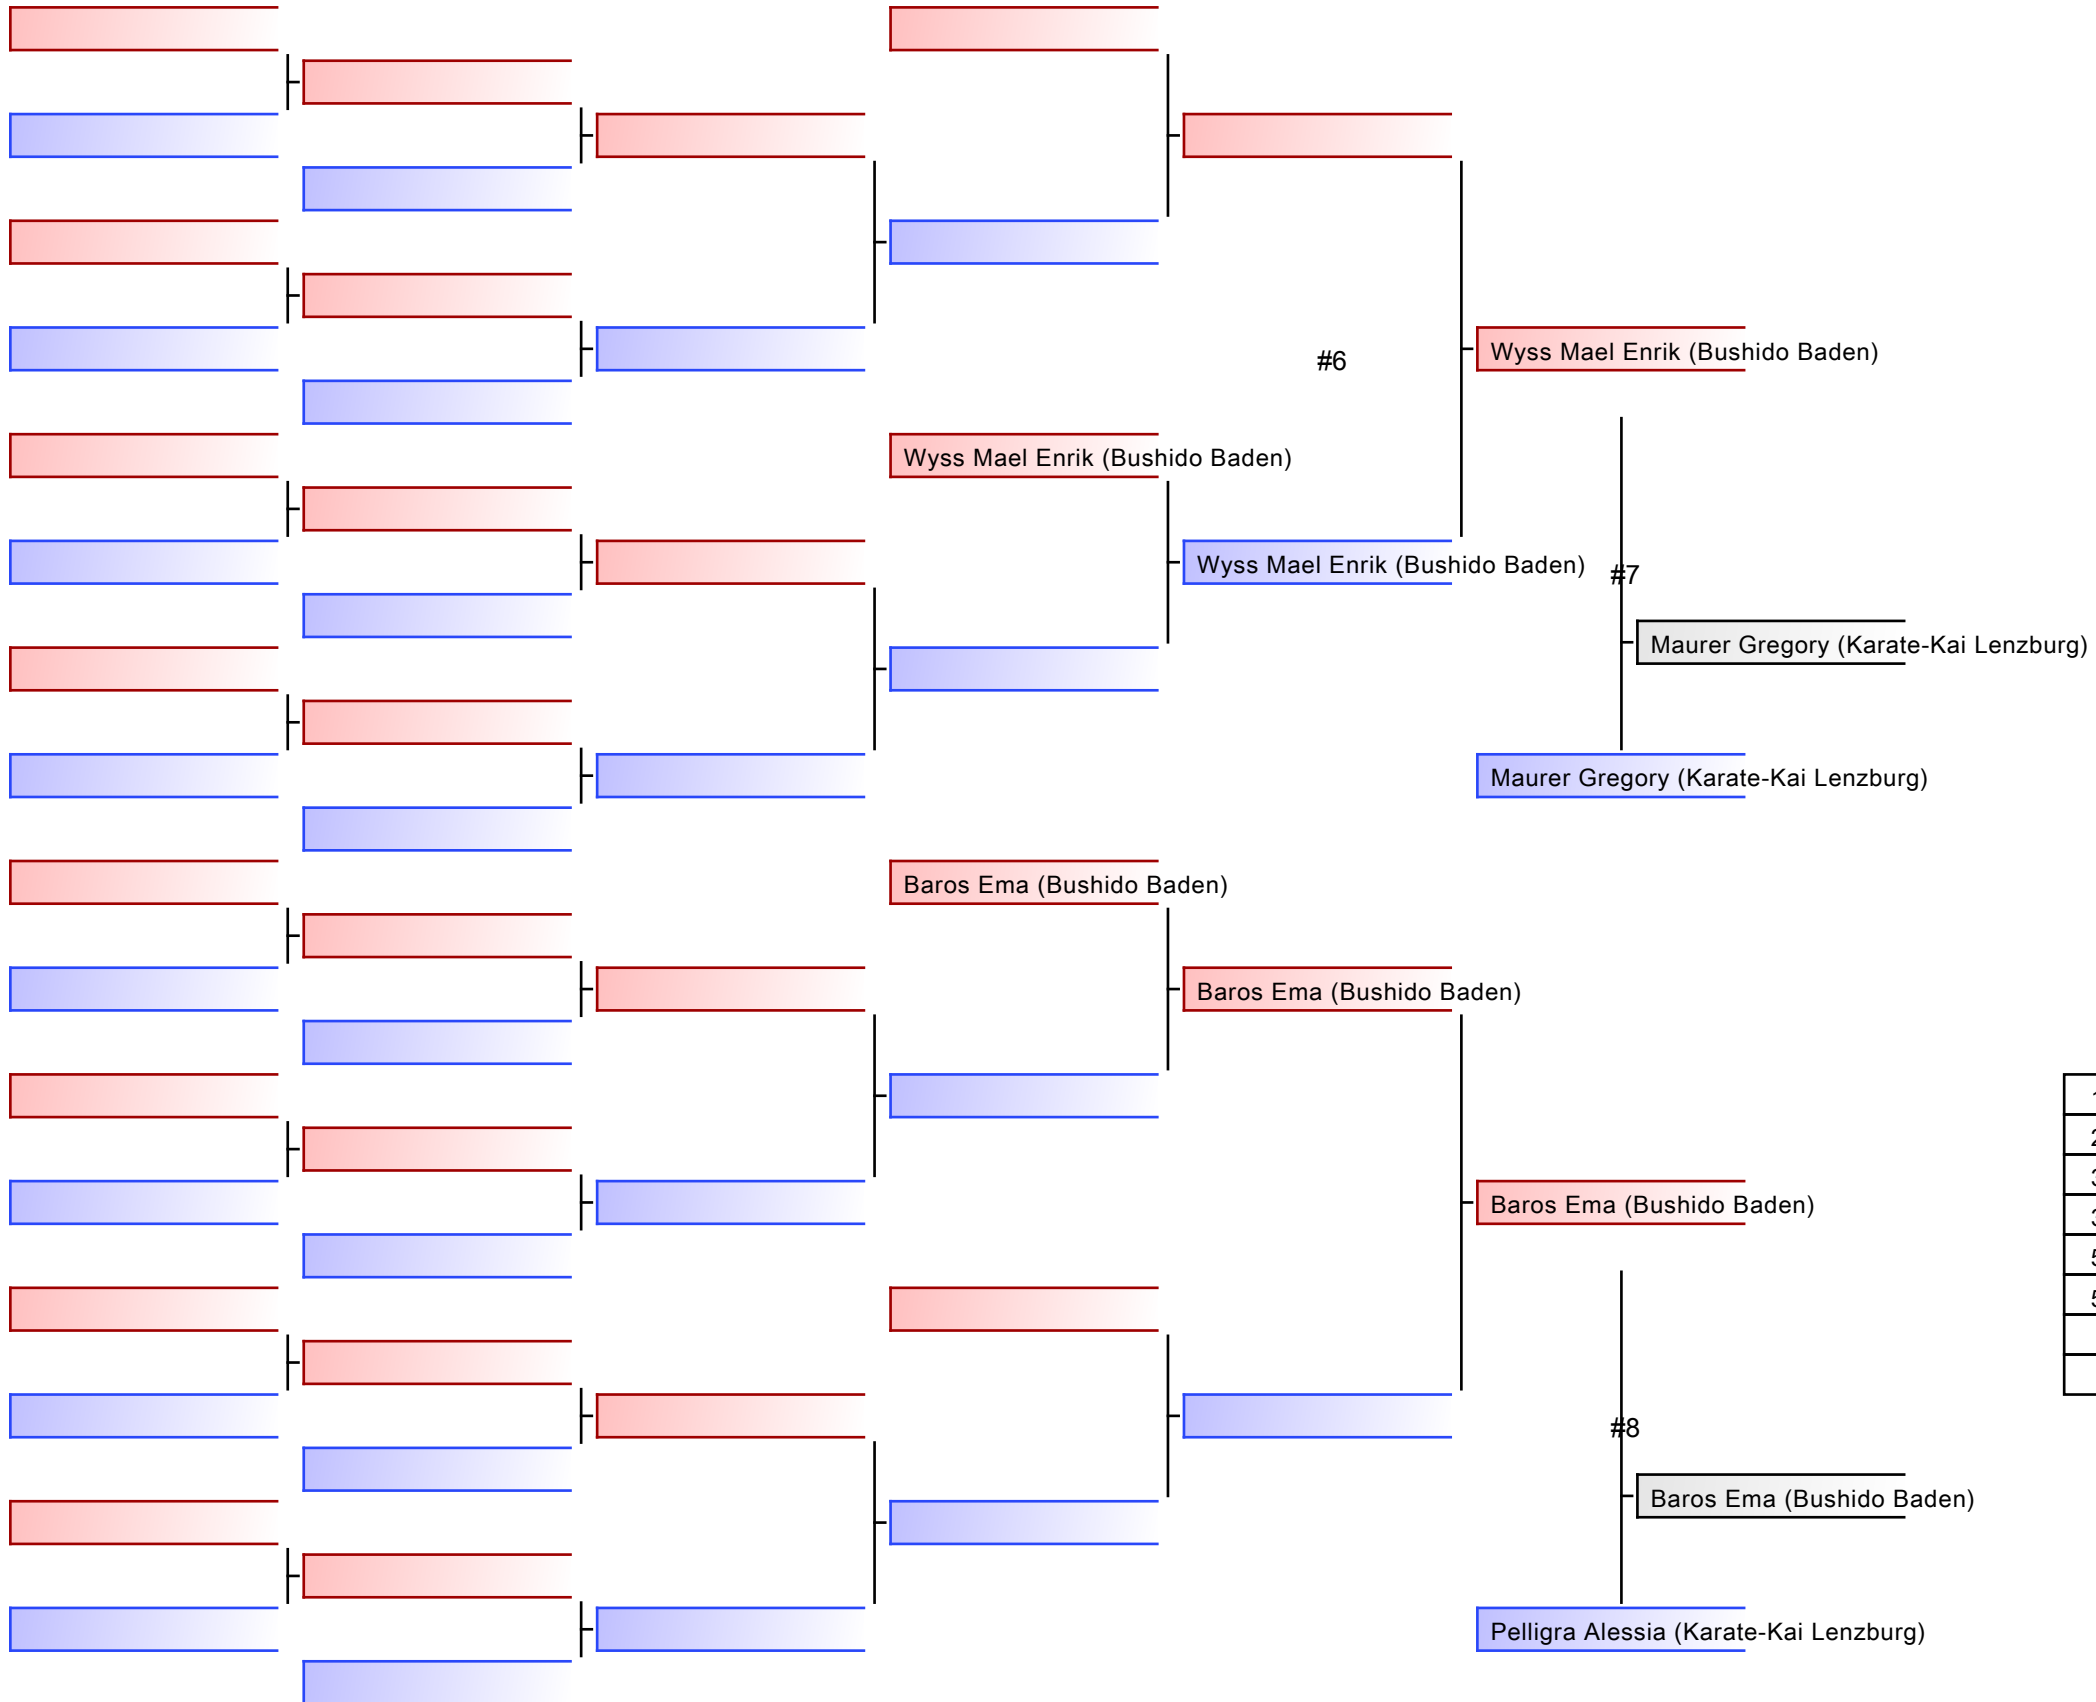 Wyss Mael Enrik (Bushido Baden)
#6
Wyss Mael Enrik (Bushido Baden)
Wyss Mael Enrik (Bushido Baden)
#7
Maurer Gregory (Karate-Kai Lenzburg)
Maurer Gregory (Karate-Kai Lenzburg)
Baros Ema (Bushido Baden)
Baros Ema (Bushido Baden)
Baros Ema (Bushido Baden)
#8
Baros Ema (Bushido Baden)
Pelligra Alessia (Karate-Kai Lenzburg)